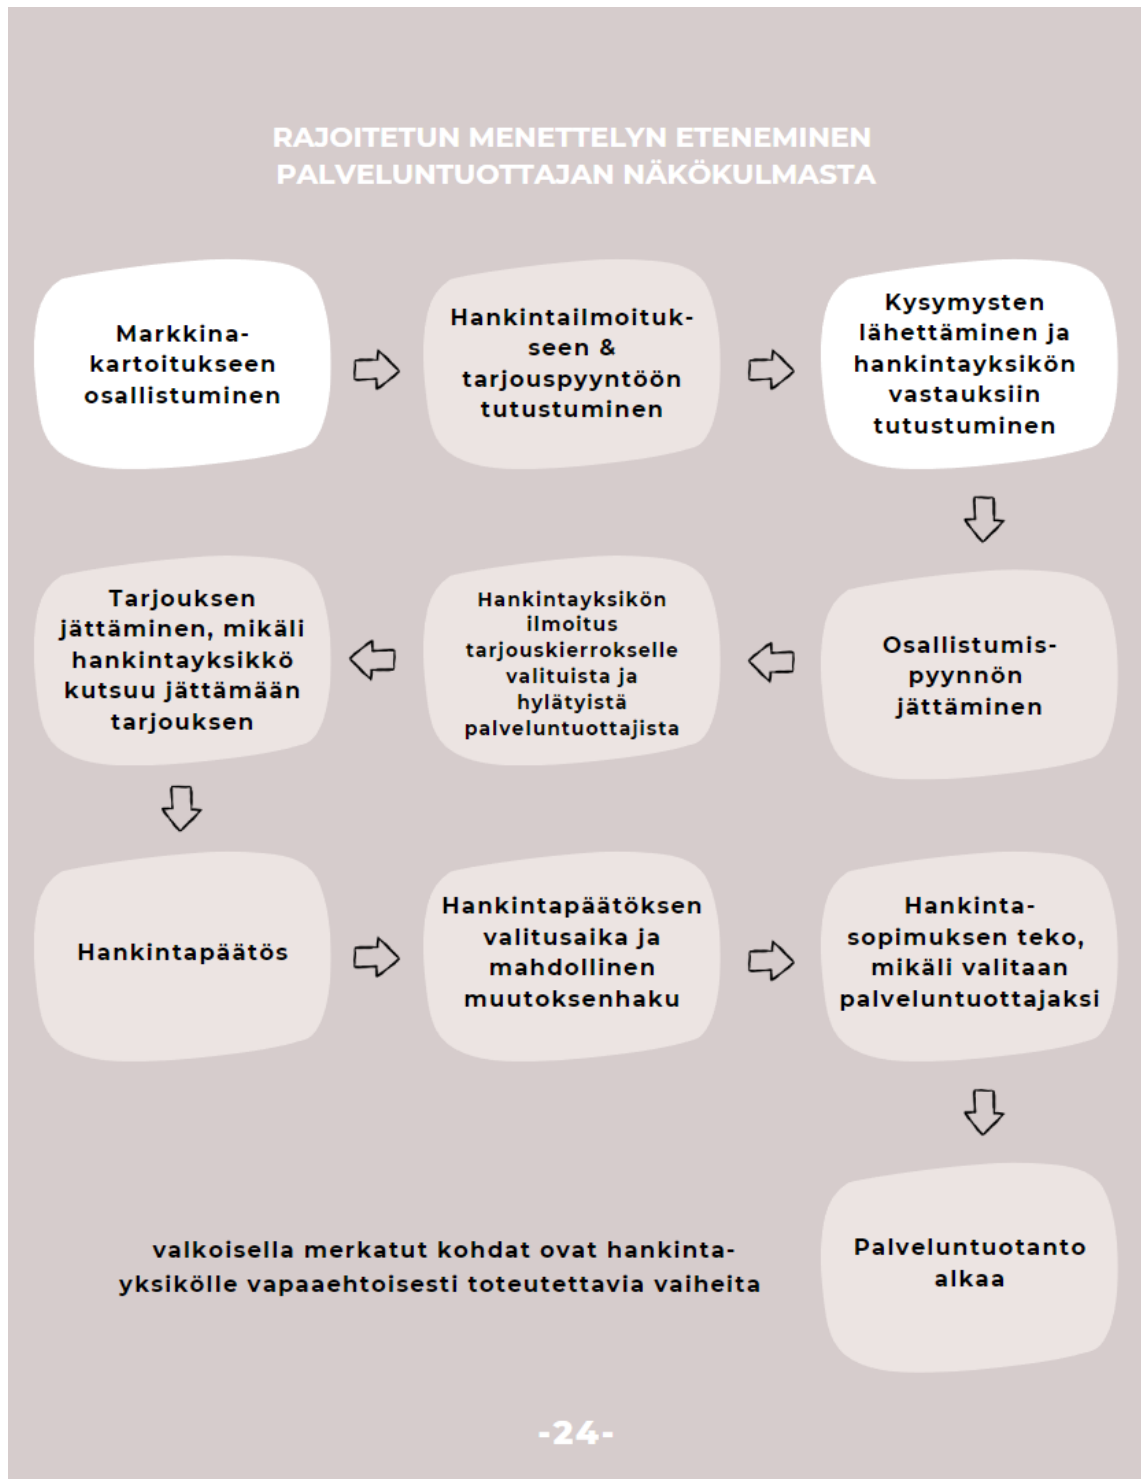 RAJOITETUN MENETTELYN ETENEMINEN
PALVELUNTUOTTAJAN NÄKÖKULMASTA
Markkina-
kartoitukseen
osallistuminen
Hankintailmoituk-
seen &
tarjouspyyntöön
tutustuminen
Kysymysten
lähettäminen ja
hankintayksikön
vastauksiin
tutustuminen
Osallistumis-
pyynnön
jättäminen
Hankintayksikön
ilmoitus
tarjouskierrokselle
valituista ja
hylätyistä
palveluntuottajista
Tarjouksen
jättäminen, mikäli
hankintayksikkö
kutsuu jättämään
tarjouksen
Hankintapäätös
Hankintapäätöksen
valitusaika ja
mahdollinen
muutoksenhaku
Hankinta-
sopimuksen teko,
mikäli valitaan
palveluntuottajaksi
Palveluntuotanto
alkaa
valkoisella merkatut kohdat ovat hankinta-
yksikölle vapaaehtoisesti toteutettavia vaiheita
-24-